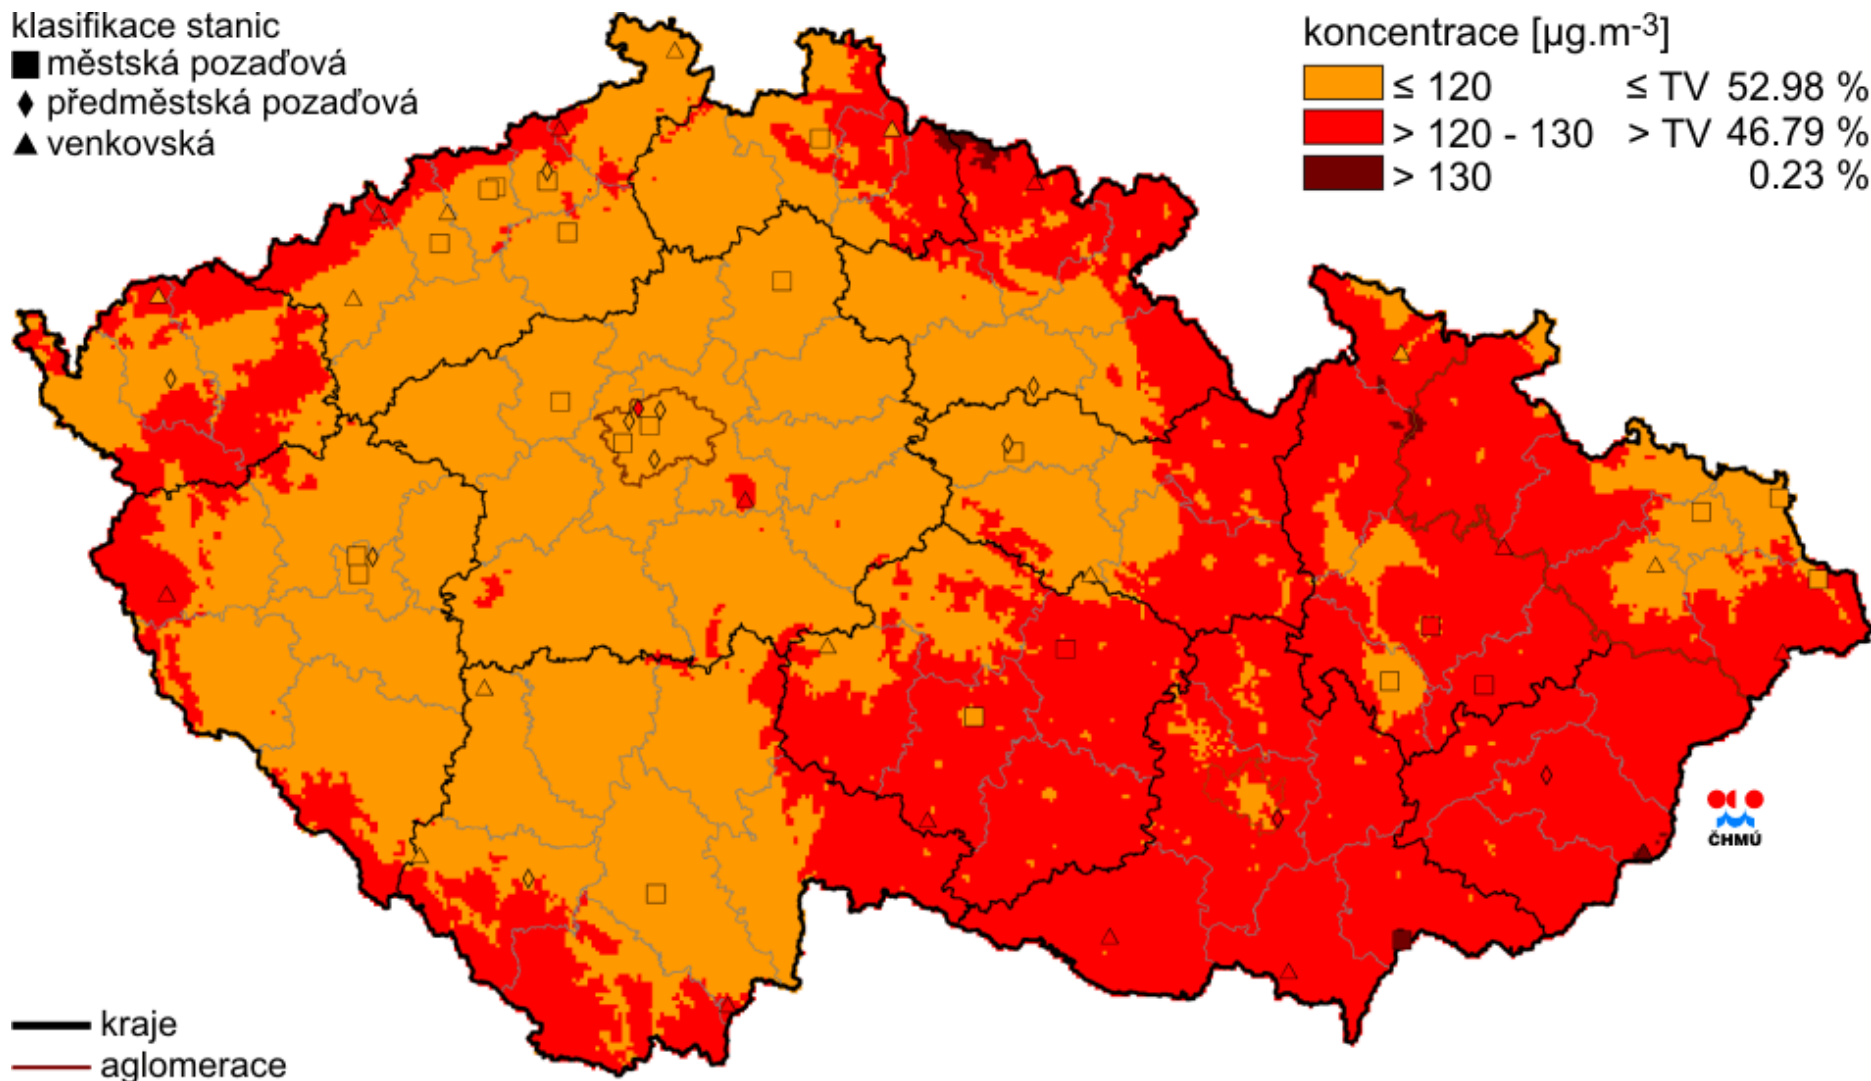 klasifikace stanic
městská pozaďová
předměstská pozaďová
venkovská
koncentrace [µg.m-3]
≤ 120 ≤ TV 52.98 %
> 120 - 130 > TV 46.79 %
> 130 0.23 %
ČHMÚ
kraje
aglomerace